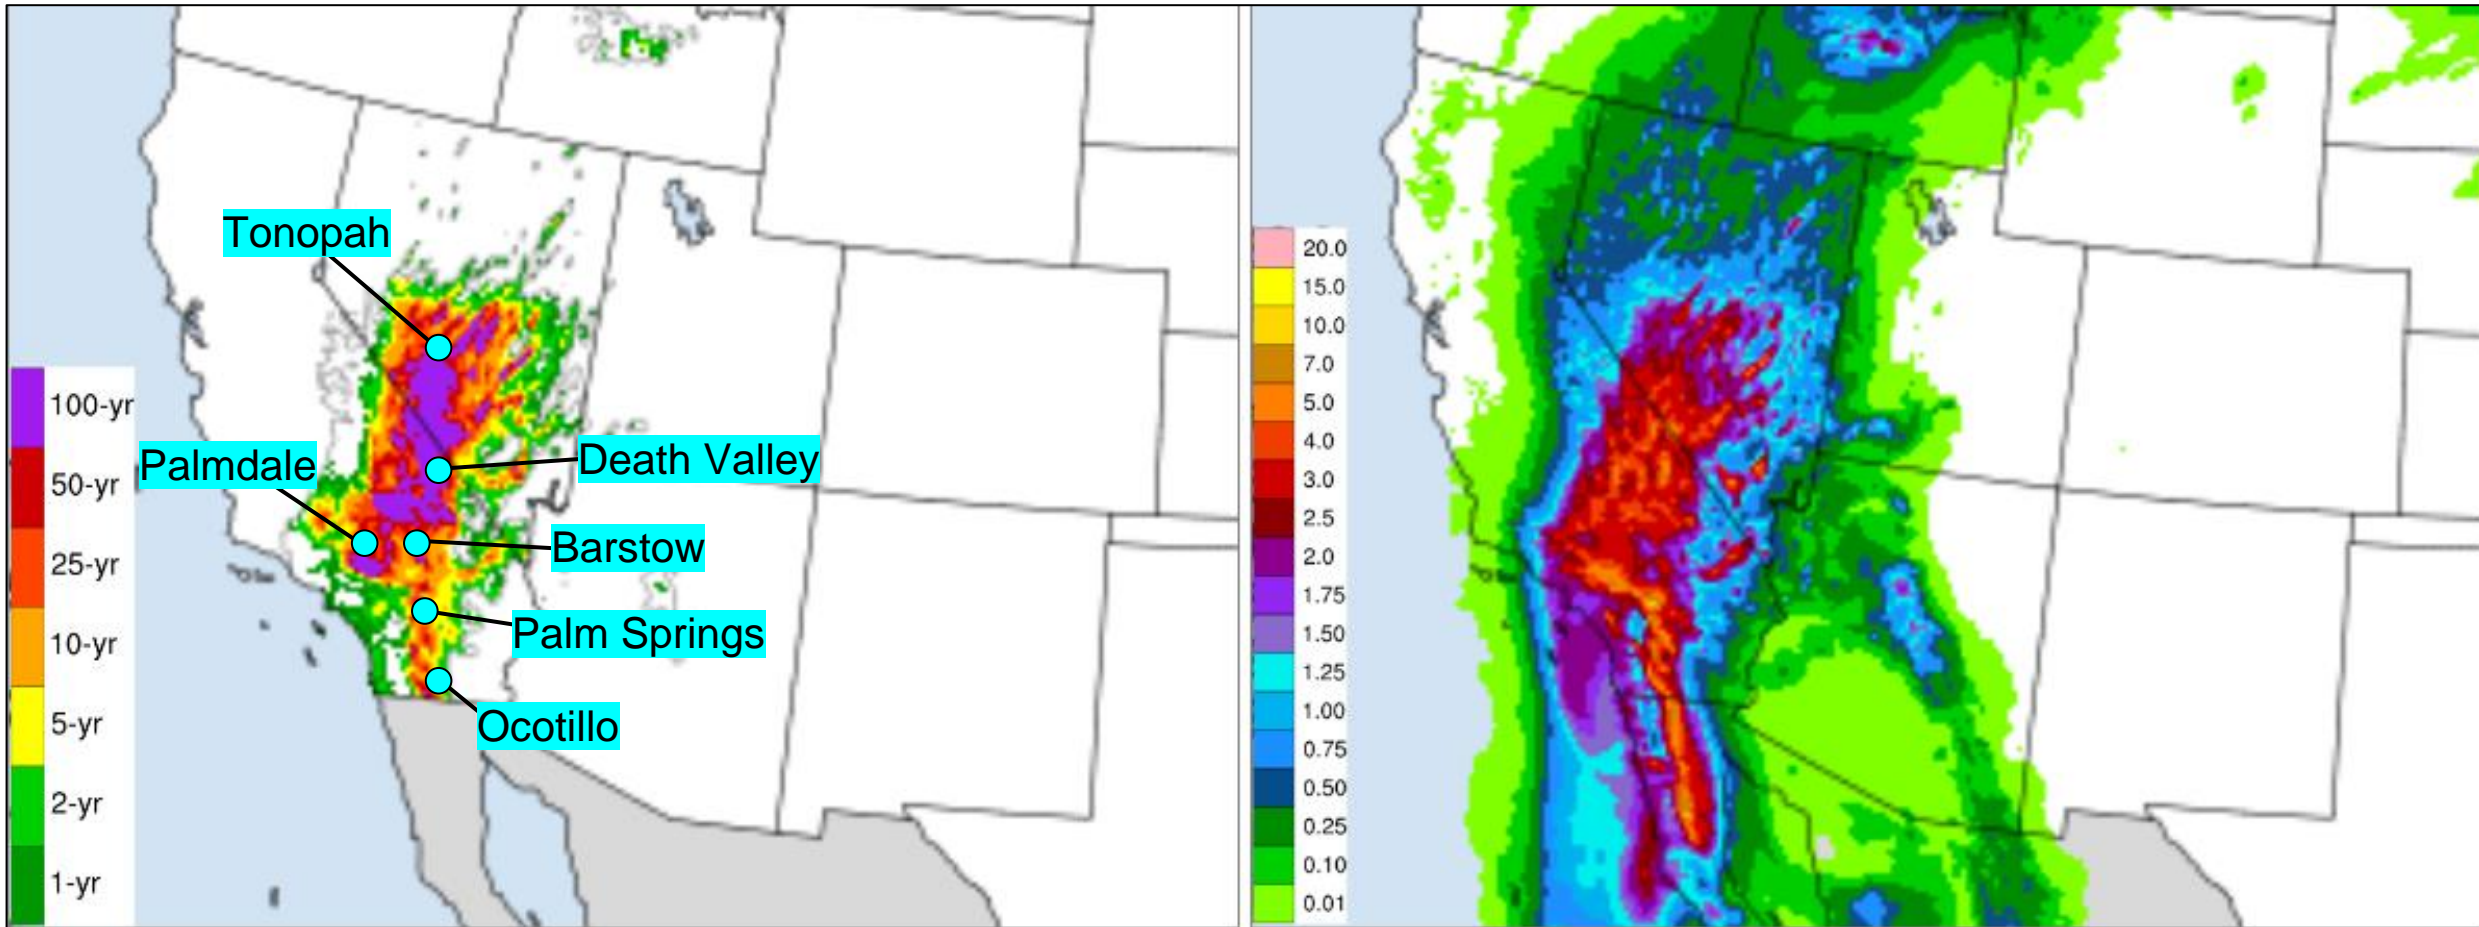 Tonopah
Palmdale
Death Valley
Barstow
Palm Springs
Ocotillo
100-yr
50-yr
25-yr
10-yr
5-yr
2-yr
1-yr
20.0
15.0
10.0
7.0
5.0
4.0
3.0
2.5
2.0
1.75
1.50
1.25
1.00
0.75
0.50
0.25
0.10
0.01